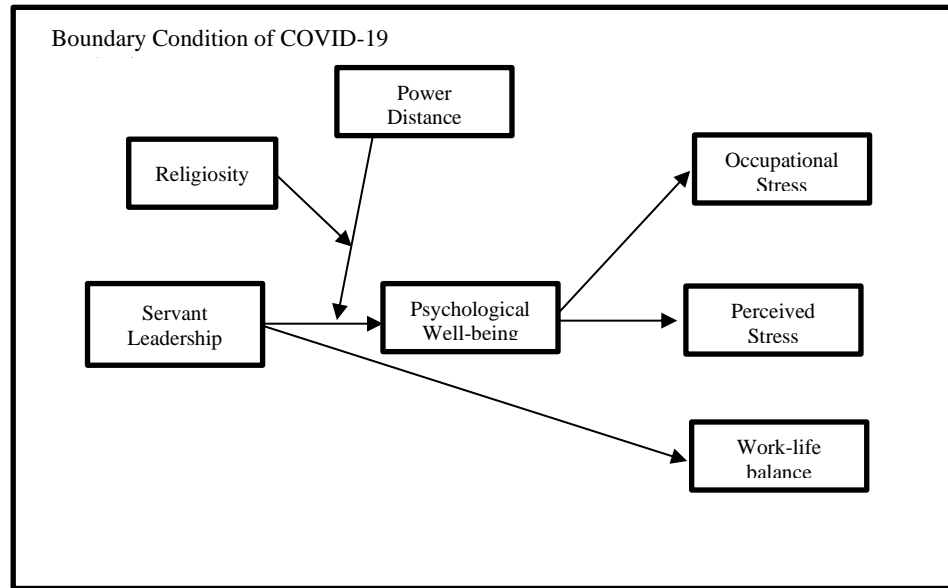 Boundary Condition of COVID-19
Power
Distance
Religiosity
Occupational
Stress
Servant
Leadership
Psychological
Well-being
Perceived
Stress
Work-life
balance